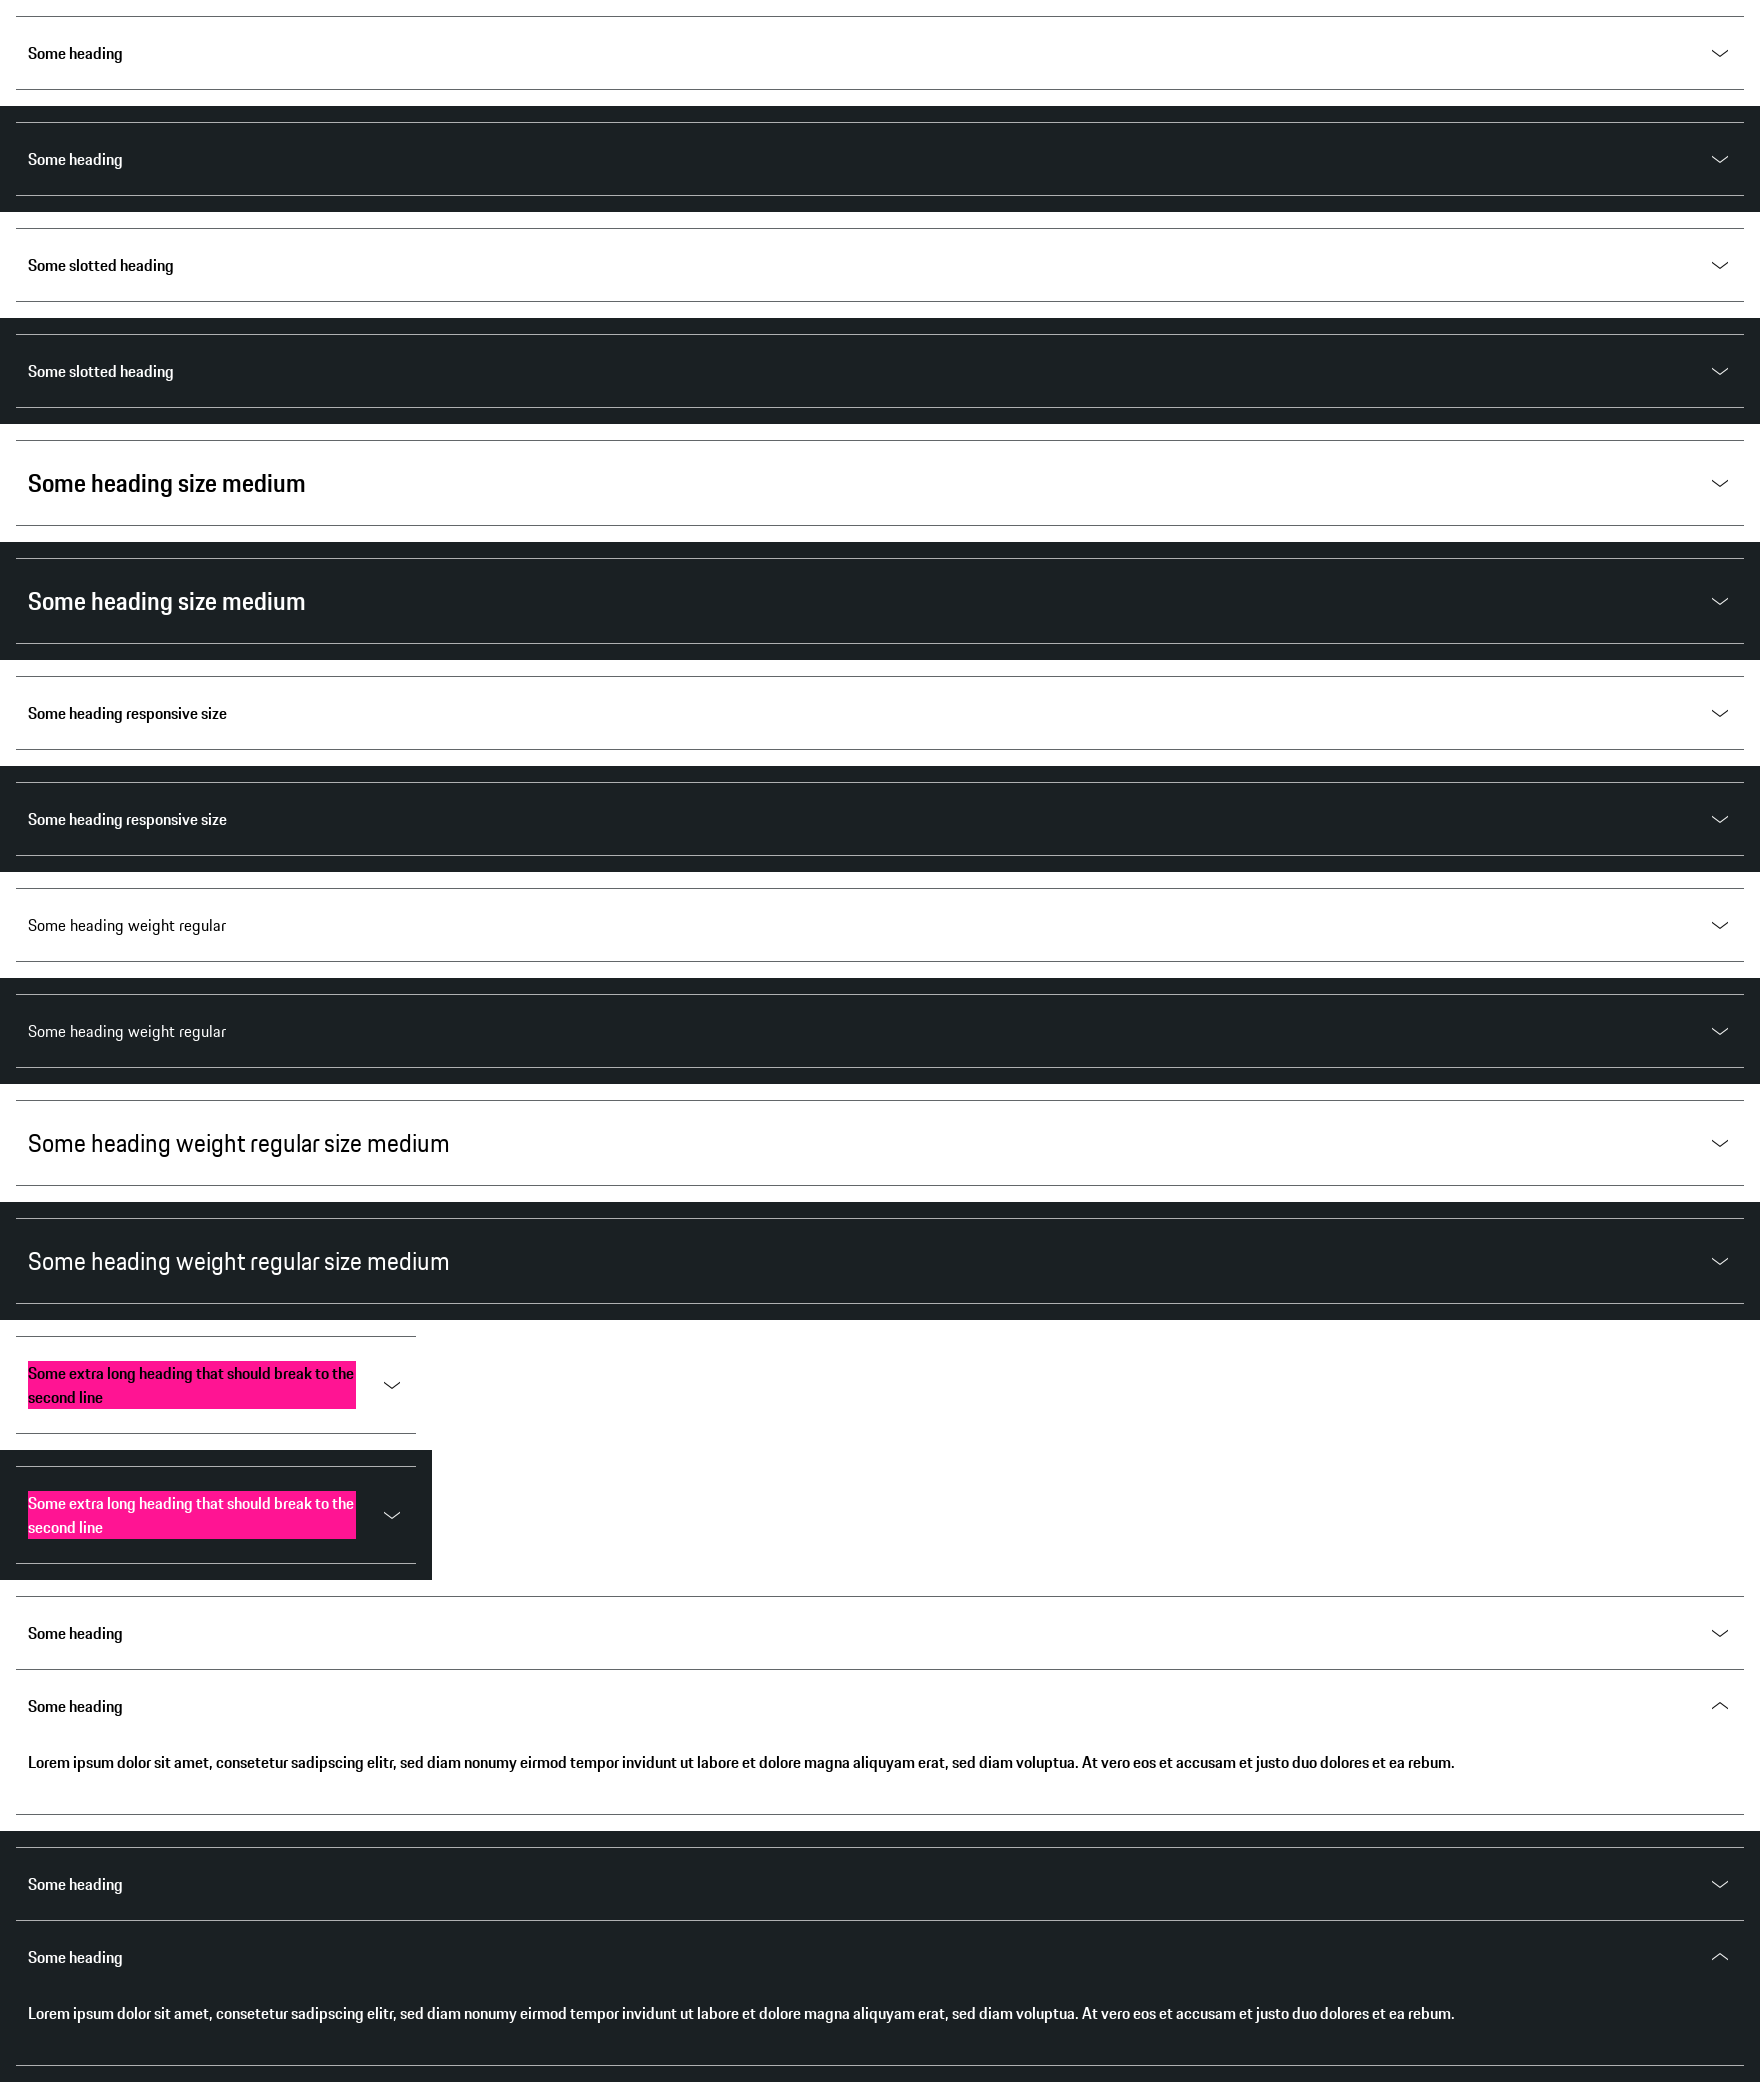 Some heading
Some heading
Some slotted heading
Some slotted heading
Some heading size medium
Some heading size medium
Some heading responsive size
Some heading responsive size
Some heading weight regular
Some heading weight regular
Some heading weight regular size medium
Some heading weight regular size medium
Some extra long heading that should break to the
second line
Some extra long heading that should break to the
second line
Some heading
Some heading
Lorem ipsum dolor sit amet, consetetur sadipscing elitr, sed diam nonumy eirmod tempor invidunt ut labore et dolore magna aliquyam erat, sed diam voluptua. At vero eos et accusam et justo duo dolores et ea rebum.
Some heading
Some heading
Lorem ipsum dolor sit amet, consetetur sadipscing elitr, sed diam nonumy eirmod tempor invidunt ut labore et dolore magna aliquyam erat, sed diam voluptua. At vero eos et accusam et justo duo dolores et ea rebum.